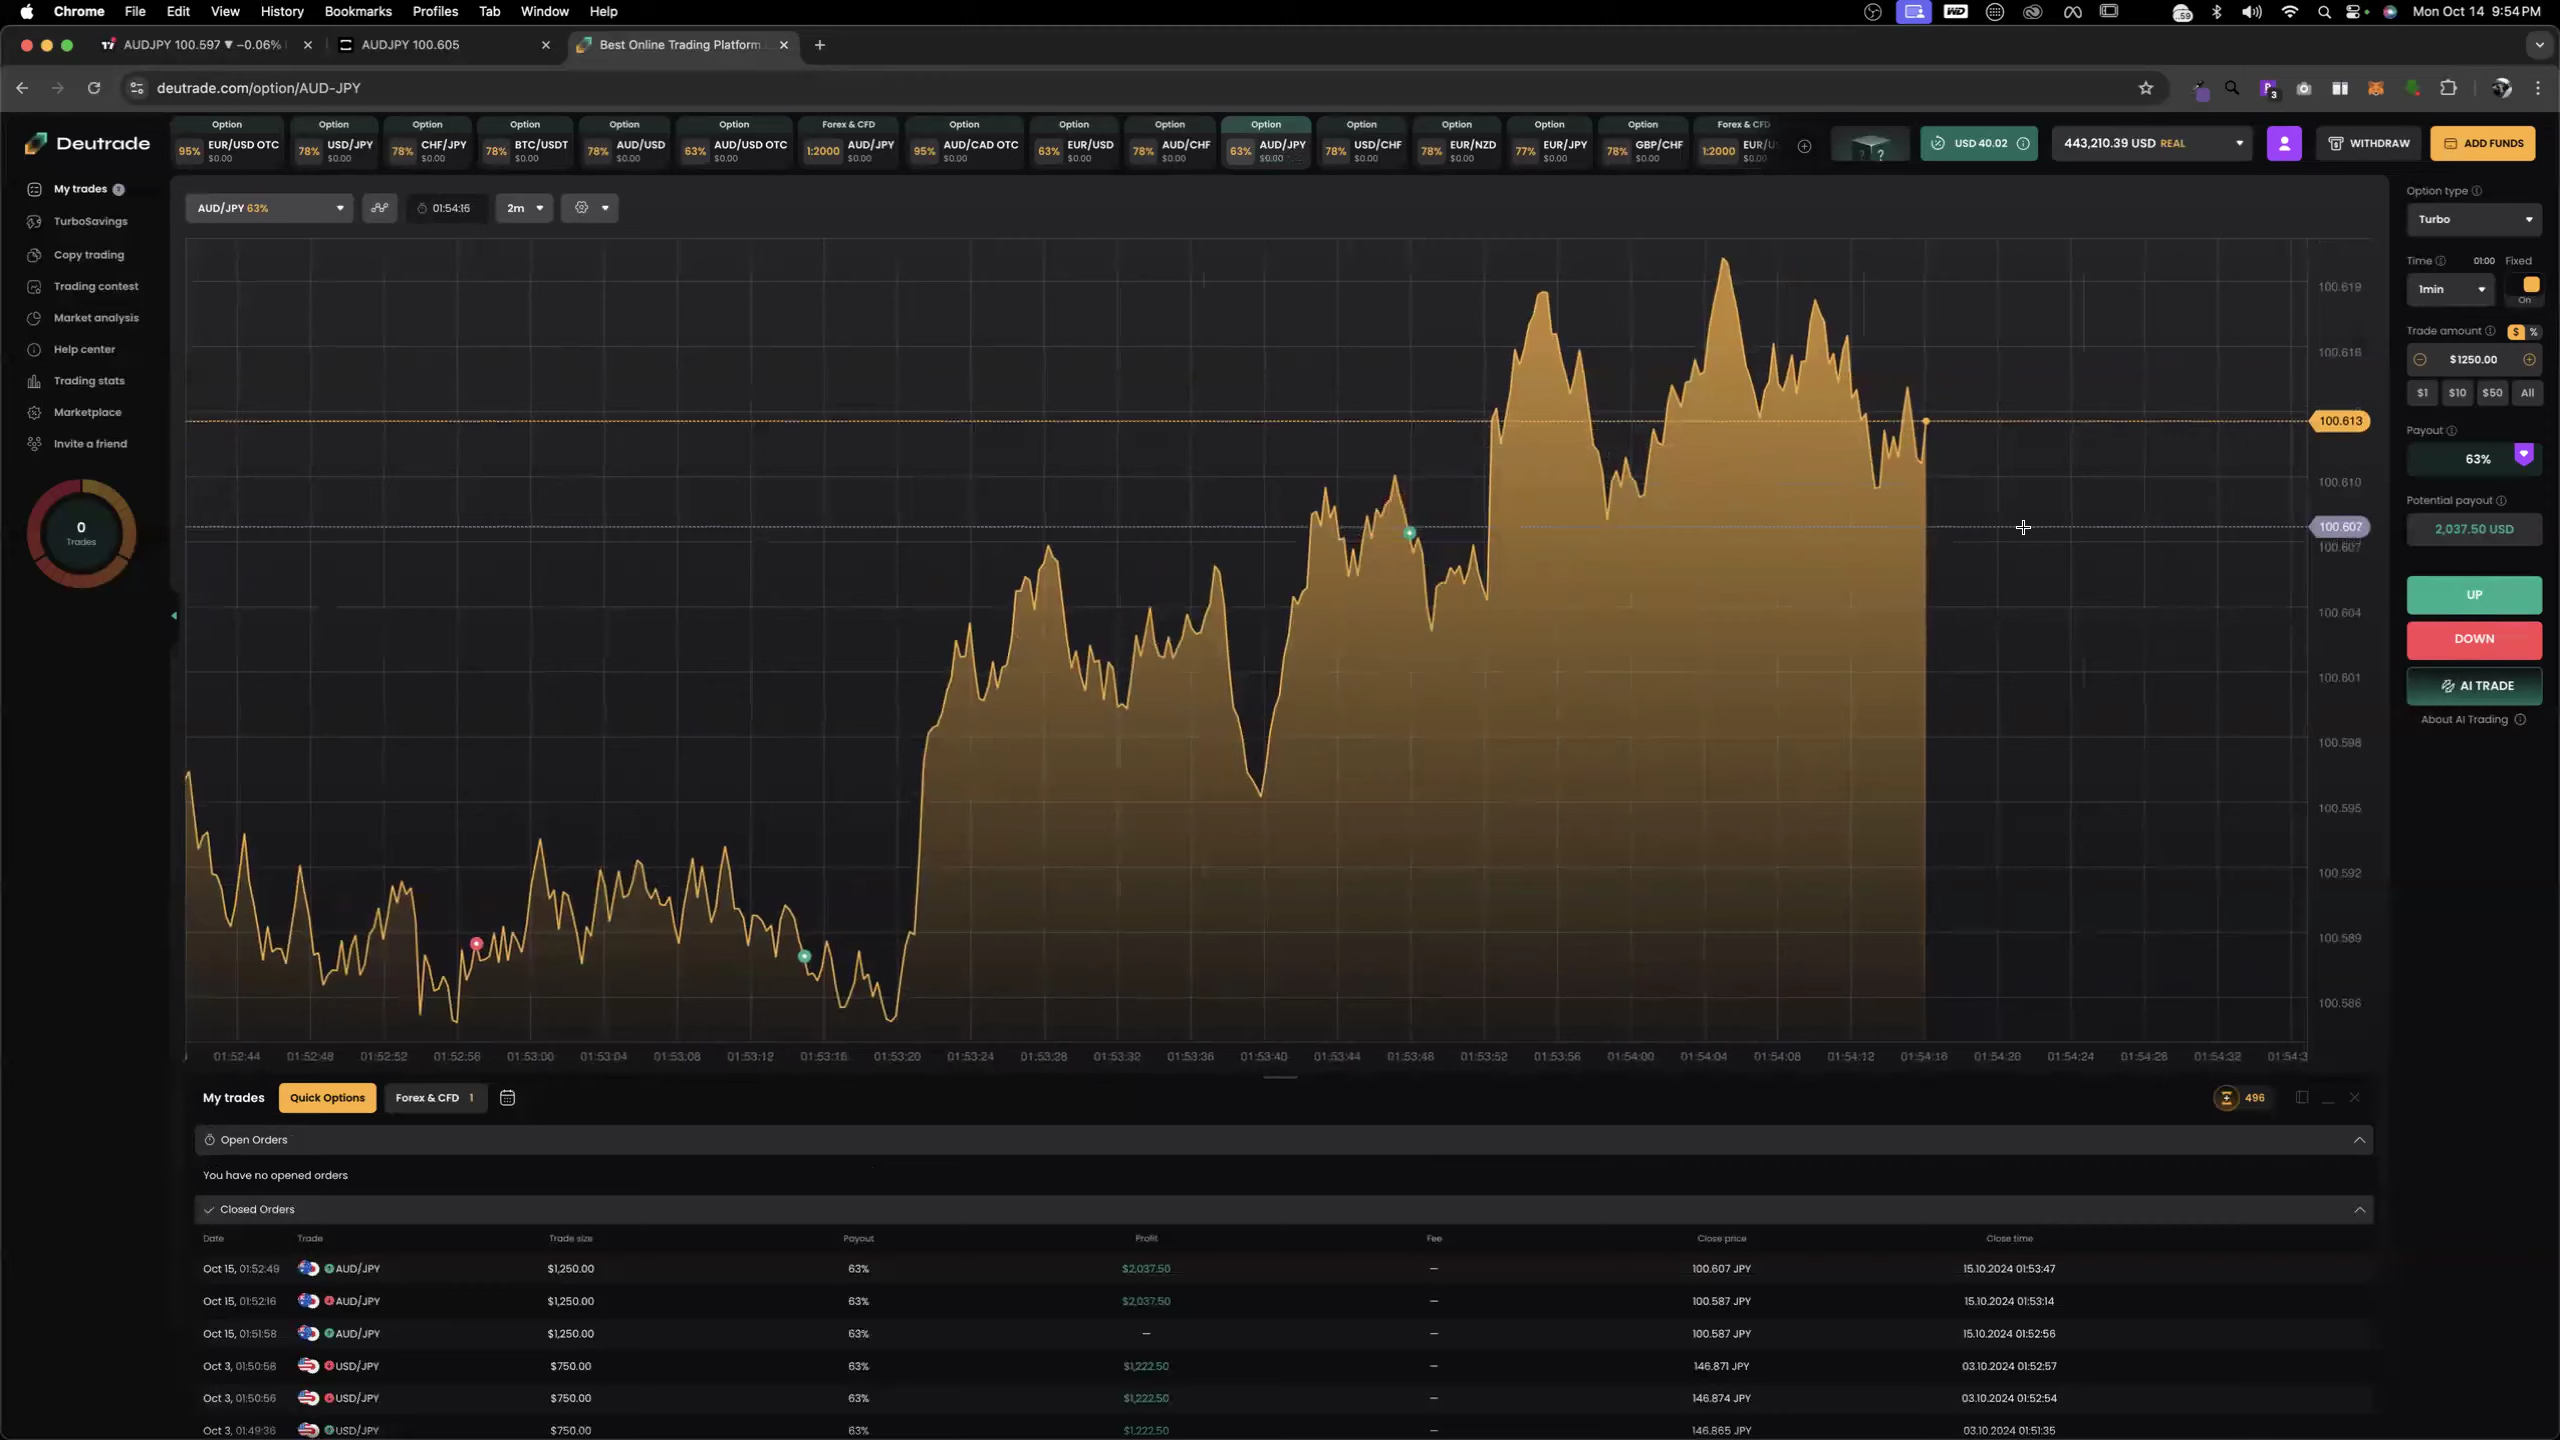 Chrome File Edit View History Bookmarks Profiles Tab Window Help
WD .59 Mon Oct 14 9:54 PM
AUDJPY 100.597 ▼ −0.06%
AUDJPY 100.605
Best Online Trading Platform
deutrade.com/option/AUD-JPY
Deutrade
Option 95% EUR/USD OTC $0.00
Option 78% USD/JPY $0.00
Option 78% CHF/JPY $0.00
Option 78% BTC/USDT $0.00
Option 78% AUD/USD $0.00
Option 63% AUD/USD OTC $0.00
Forex & CFD 1:2000 AUD/JPY $0.00
Option 95% AUD/CAD OTC $0.00
Option 63% EUR/USD $0.00
Option 78% AUD/CHF $0.00
Option 63% AUD/JPY $0.00
Option 78% USD/CHF $0.00
Option 78% EUR/NZD $0.00
Option 77% EUR/JPY $0.00
Option 78% GBP/CHF $0.00
Forex & CFD 1:2000 EUR/U $0.00
USD 40.02
443,210.39 USD REAL
WITHDRAW
ADD FUNDS
My trades
TurboSavings
Copy trading
Trading contest
Market analysis
Help center
Trading stats
Marketplace
Invite a friend
0
Trades
AUD/JPY 63%
01:54:16
2m
100.619
100.616
100.613
100.610
100.607
100.607
100.604
100.601
100.598
100.595
100.592
100.589
100.586
01:52:44 01:52:48 01:52:52 01:52:56 01:53:00 01:53:04 01:53:08 01:53:12 01:53:16 01:53:20 01:53:24 01:53:28 01:53:32 01:53:36 01:53:40 01:53:44 01:53:48 01:53:52 01:53:56 01:54:00 01:54:04 01:54:08 01:54:12 01:54:16 01:54:24 01:54:32 01:54:3
Option type
Turbo
Time 01:00 Fixed
1min On
Trade amount $ %
$1250.00
$1 $10 $50 All
Payout
63%
Potential payout
2,037.50 USD
UP
DOWN
AI TRADE
About AI Trading
My trades Quick Options Forex & CFD 1
496
Open Orders
You have no opened orders
Closed Orders
Date Trade Trade size Payout Profit Fee Close price Close time
Oct 15, 01:52:49 AUD/JPY $1,250.00 63% $2,037.50 — 100.607 JPY 15.10.2024 01:53:47
Oct 15, 01:52:16 AUD/JPY $1,250.00 63% $2,037.50 — 100.587 JPY 15.10.2024 01:53:14
Oct 15, 01:51:58 AUD/JPY $1,250.00 63% — — 100.587 JPY 15.10.2024 01:52:56
Oct 3, 01:50:58 USD/JPY $750.00 63% $1,222.50 — 146.871 JPY 03.10.2024 01:52:57
Oct 3, 01:50:56 USD/JPY $750.00 63% $1,222.50 — 146.874 JPY 03.10.2024 01:52:54
Oct 3, 01:49:36 USD/JPY $750.00 63% $1,222.50 — 146.865 JPY 03.10.2024 01:51:35